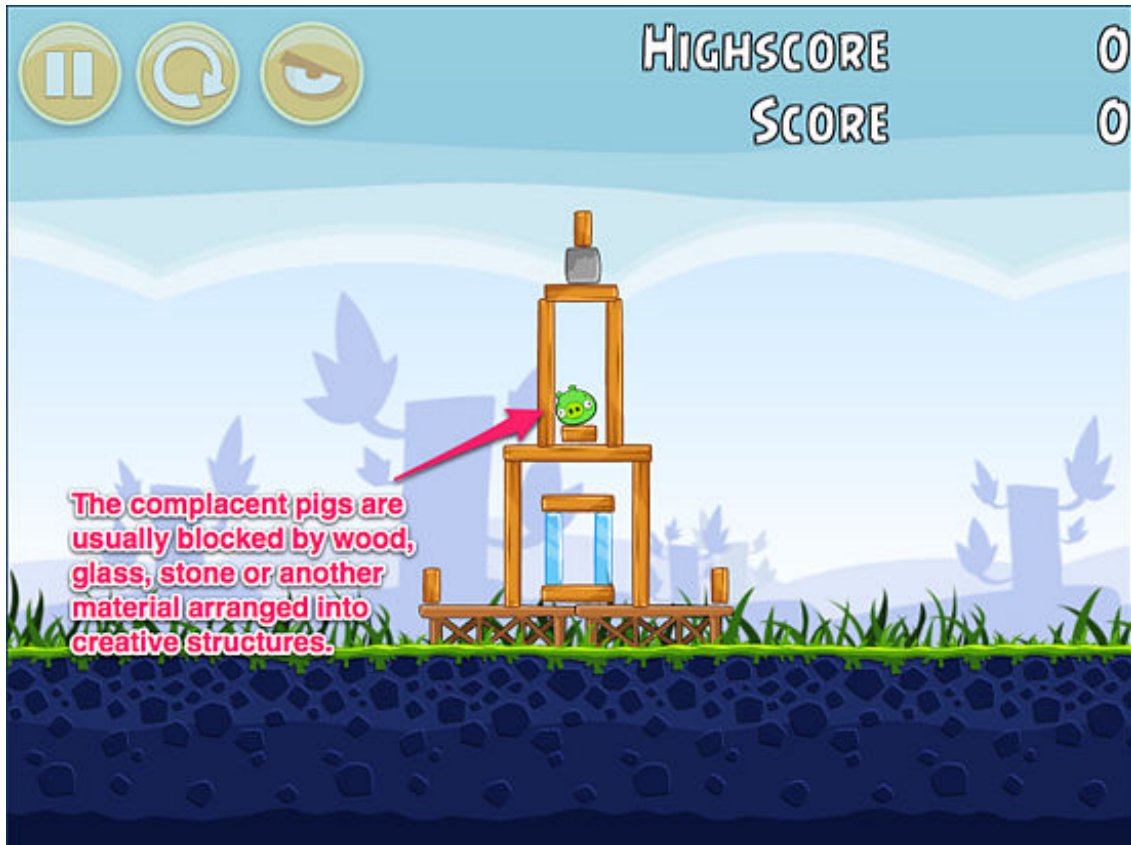 HIGHSCORE 0
SCORE 0
The complacent pigs are
usually blocked by wood,
glass, stone or another
material arranged into
creative structures.